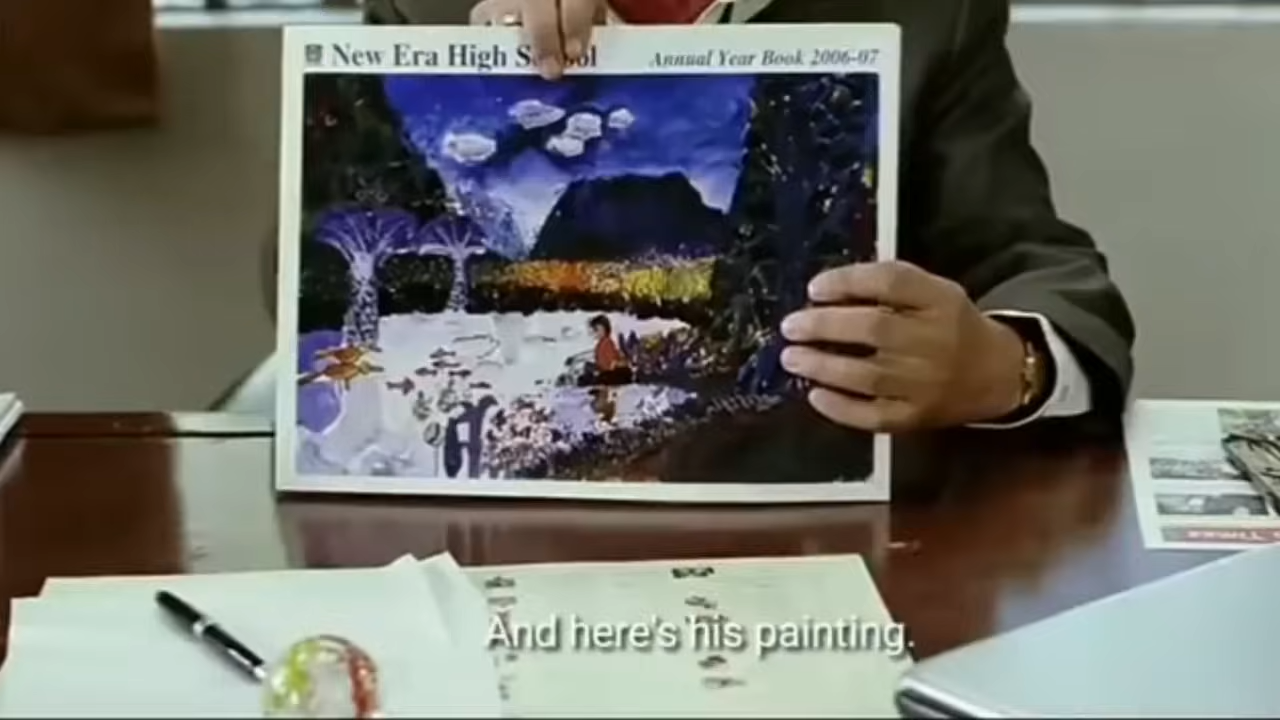 New Era High School
Annual Year Book 2006-07
And here's his painting.